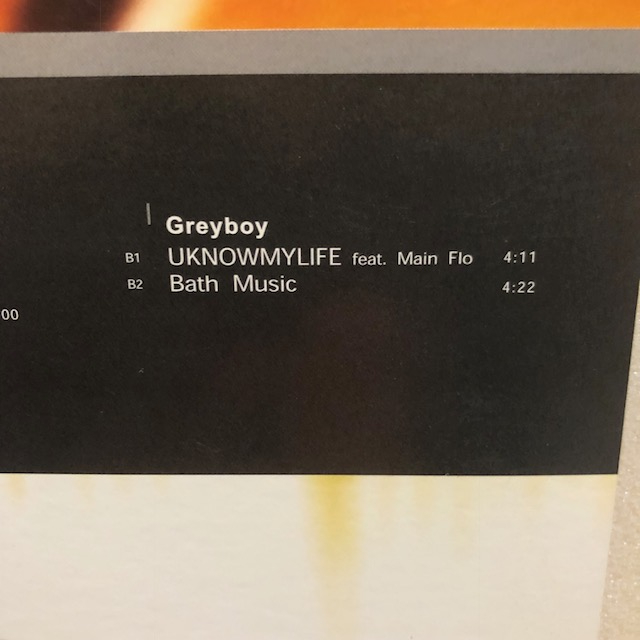 Greyboy
B1 UKNOWMYLIFE feat. Main Flo 4:11
B2 Bath Music 4:22
00